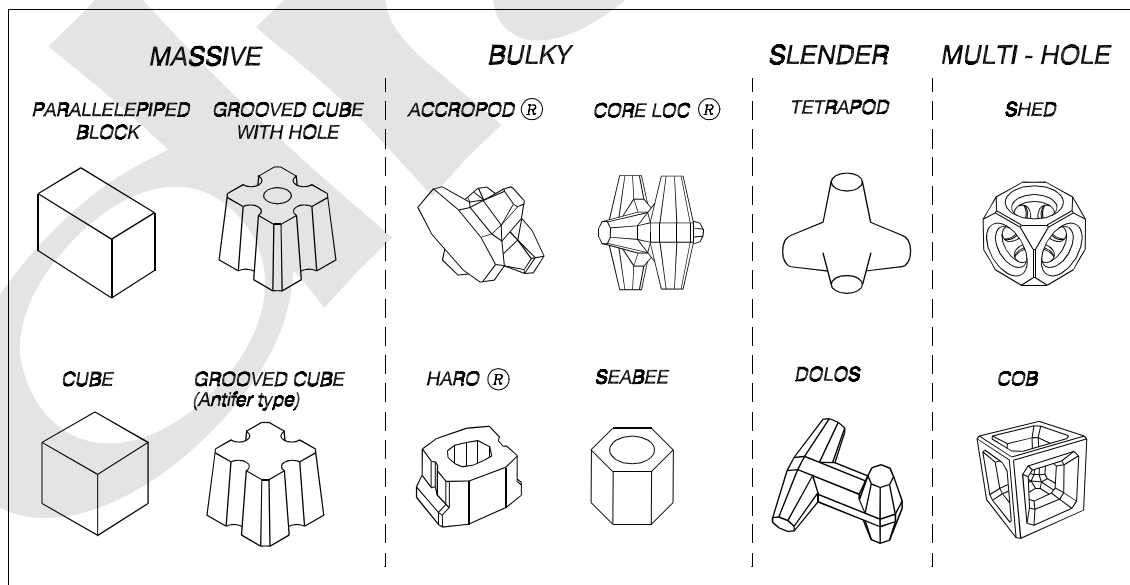 MASSIVE
BULKY
SLENDER
MULTI - HOLE
PARALLELEPIPED
BLOCK
GROOVED CUBE
WITH HOLE
ACCROPOD ®
CORE LOC ®
TETRAPOD
SHED
CUBE
GROOVED CUBE
(Antifer type)
HARO ®
SEABEE
DOLOS
COB